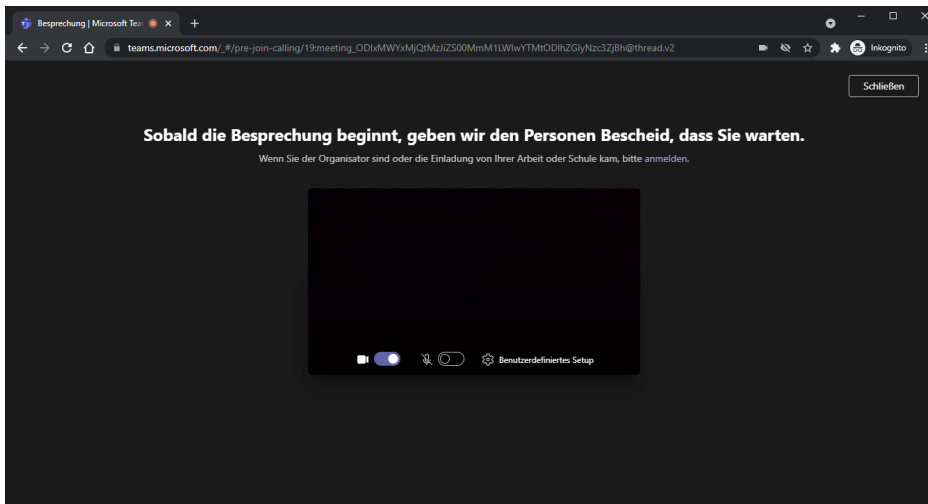 Besprechung | Microsoft Tea
teams.microsoft.com/_#/pre-join-calling/19:meeting_ODIxMWYxMjQtMzJiZS00MmM1LWIwYTMtODlhZGIyNzc3ZjBh@thread.v2
Inkognito
Schließen
Sobald die Besprechung beginnt, geben wir den Personen Bescheid, dass Sie warten.
Wenn Sie der Organisator sind oder die Einladung von Ihrer Arbeit oder Schule kam, bitte anmelden.
Benutzerdefiniertes Setup